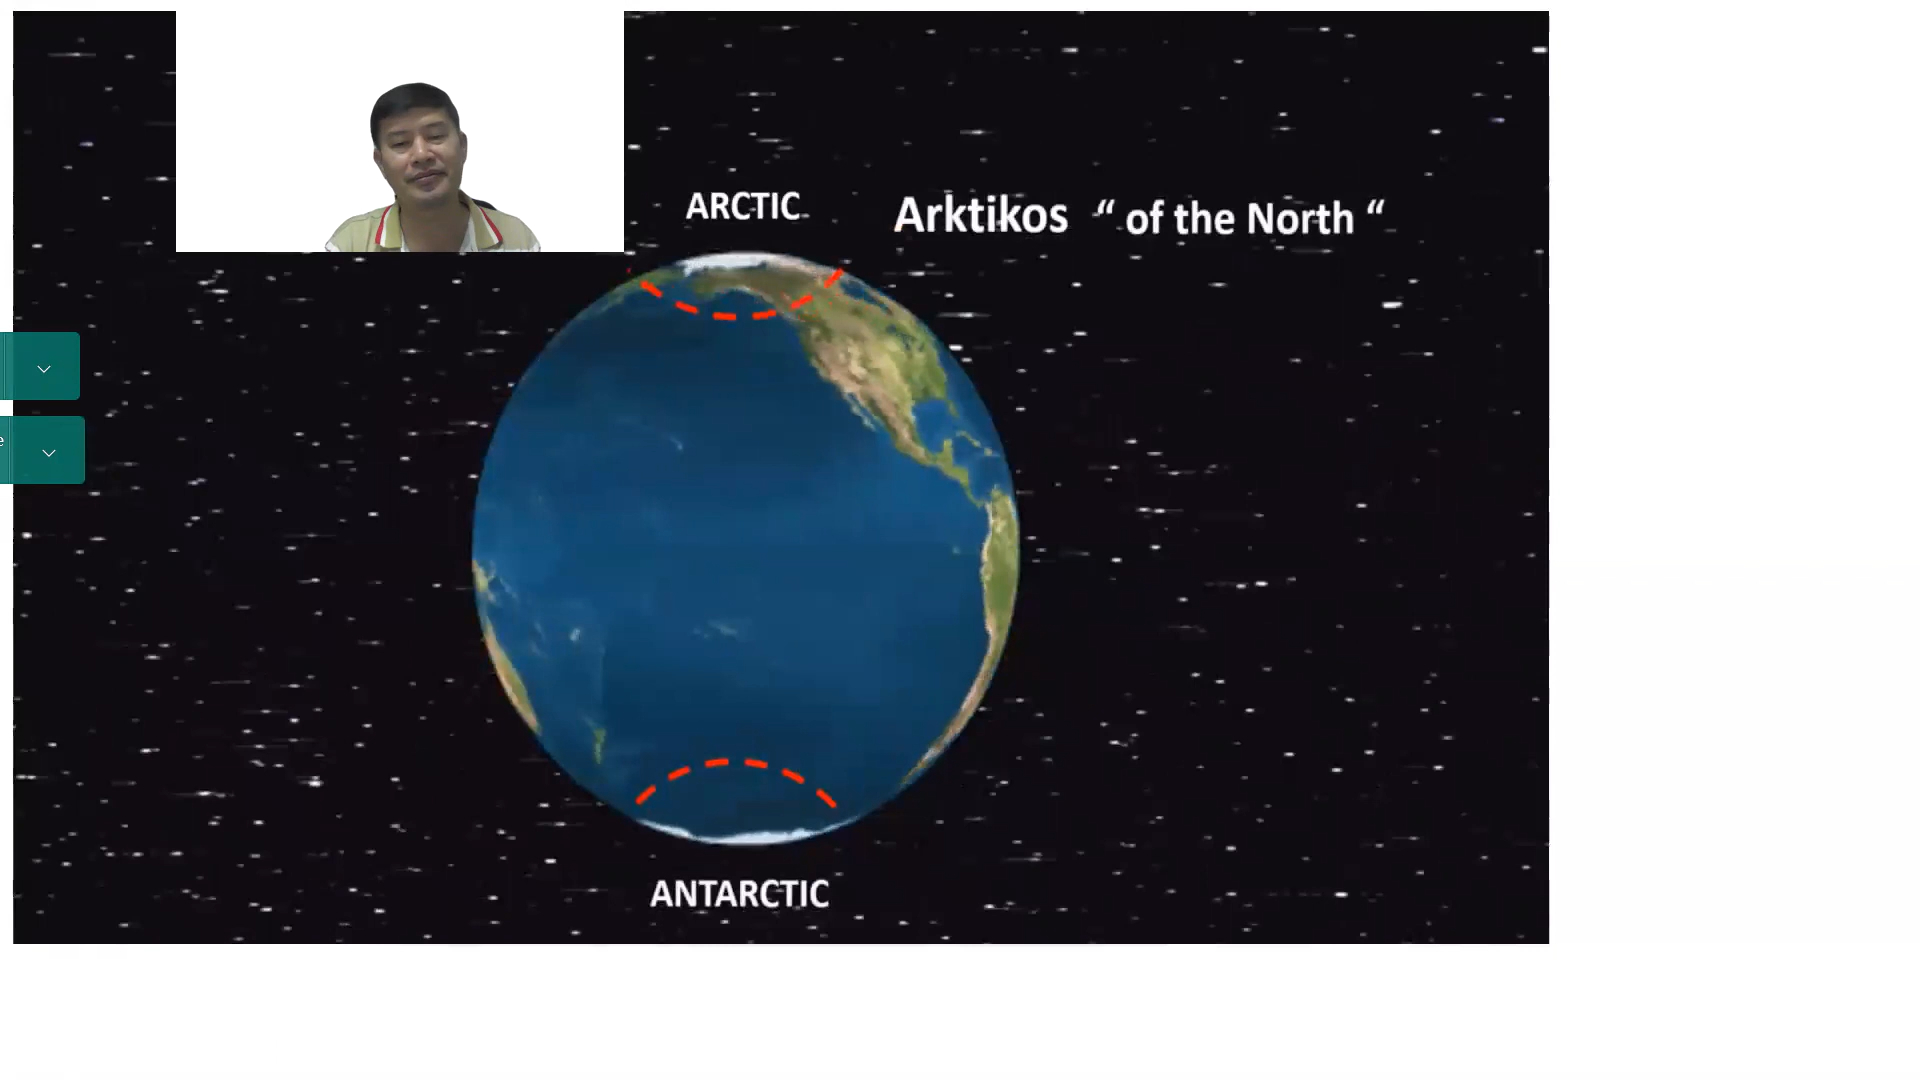 ARCTIC
Arktikos “ of the North “
e
ANTARCTIC